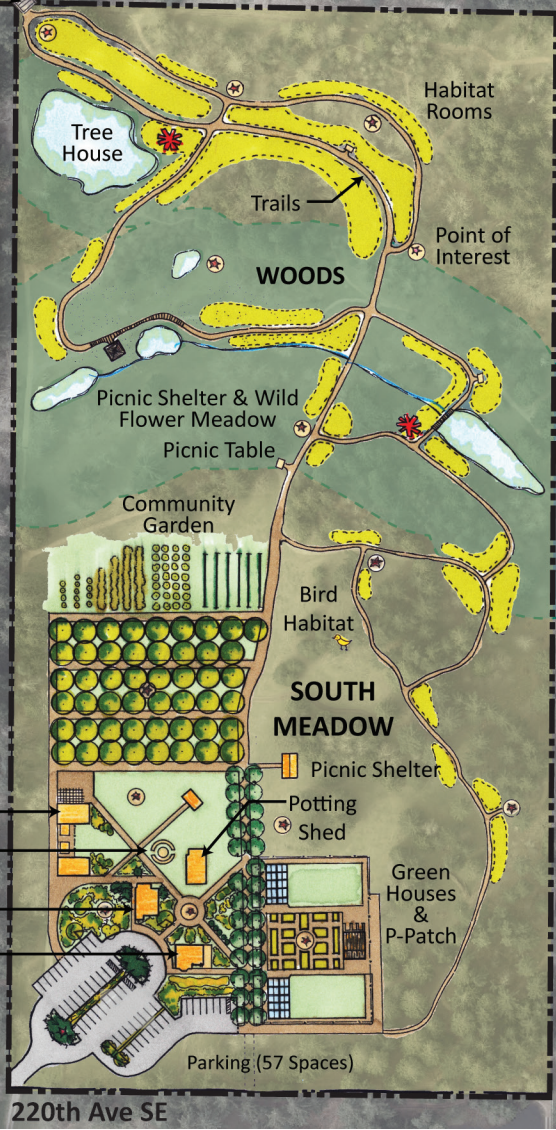 Habitat
Rooms
Tree
House
Trails
Point of
Interest
WOODS
Picnic Shelter & Wild
Flower Meadow
Picnic Table
Community
Garden
Bird
Habitat
SOUTH
MEADOW
Picnic Shelter
Potting
Shed
Green
Houses
&
P-Patch
Parking (57 Spaces)
220th Ave SE